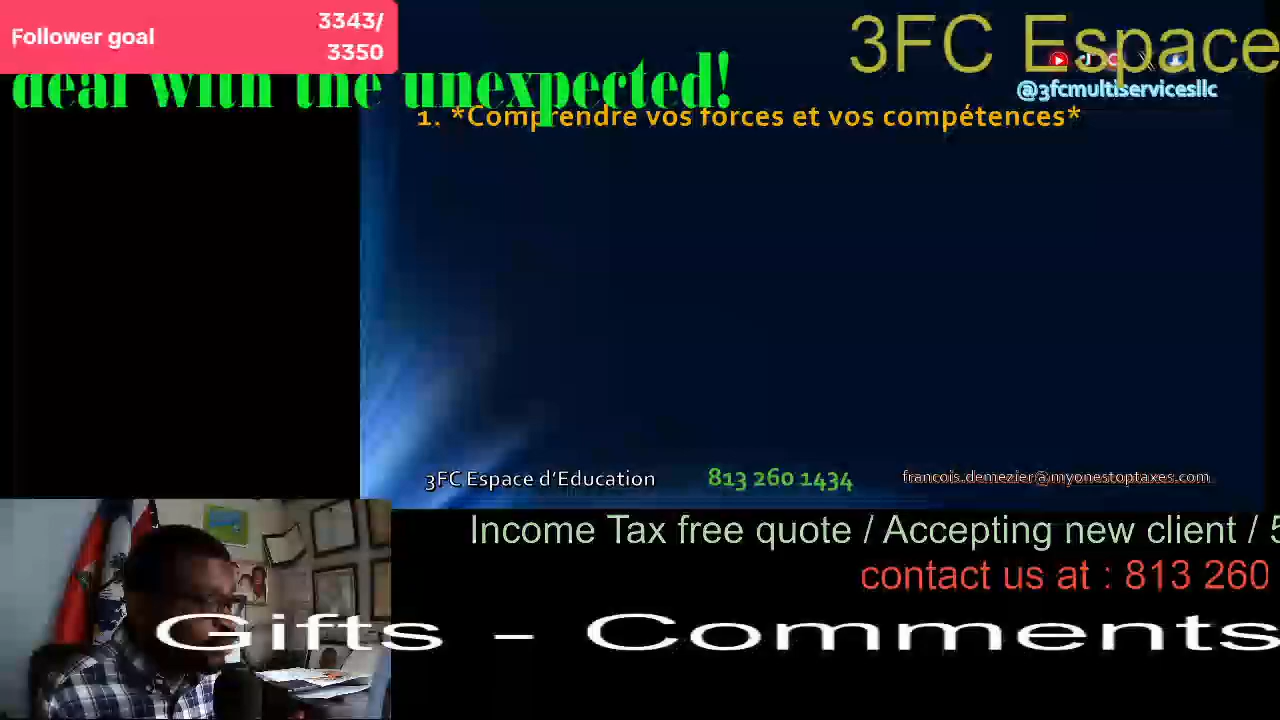 Follower goal
3343/
3350
3FC Espace
deal with the unexpected!
@3fcmultiservicesllc
1. *Comprendre vos forces et vos compétences*
3FC Espace d'Education
813 260 1434
francois.demezier@myonestoptaxes.com
Income Tax free quote / Accepting new client / 5
contact us at : 813 260
Gifts - Comments